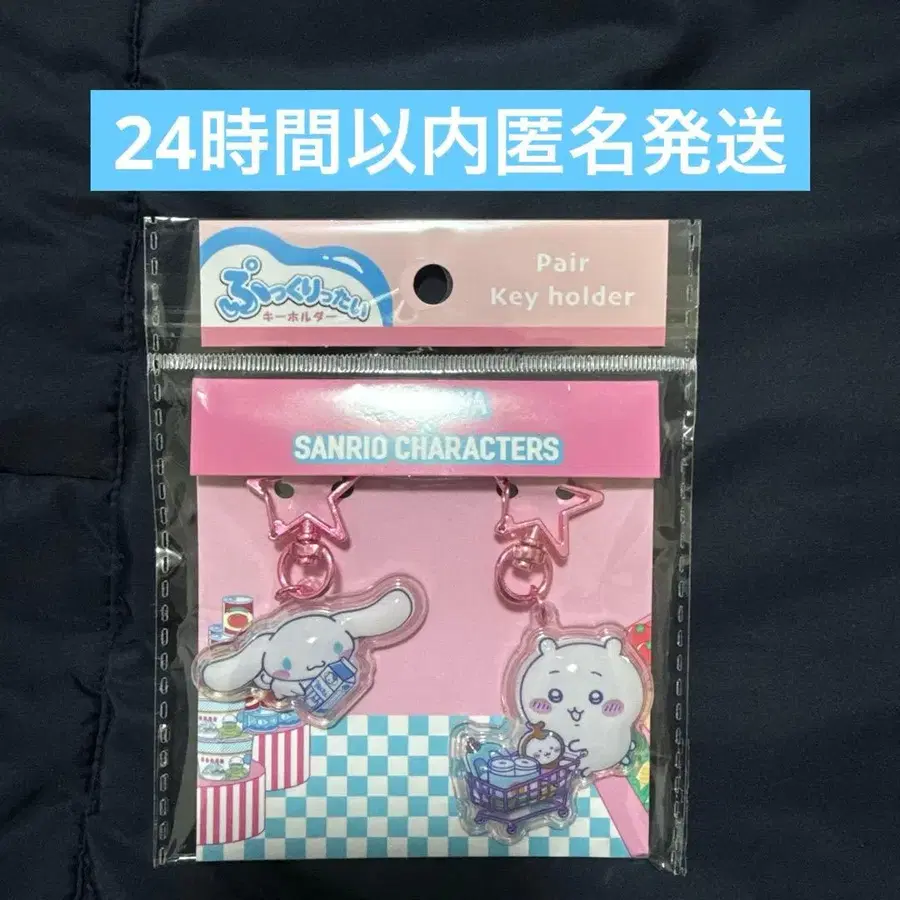 24時間以内匿名発送
ぷっくりったい
キーホルダー
Pair
Key holder
SANRIO CHARACTERS